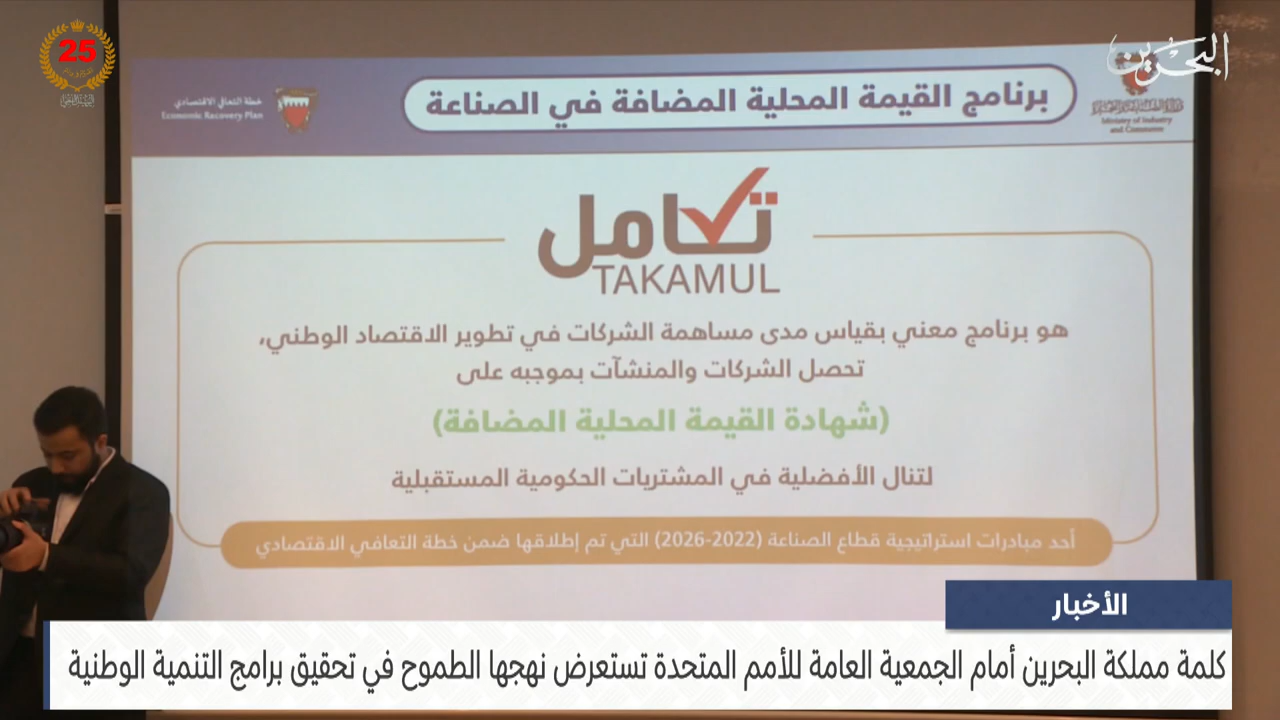 25
البحرين
خطة التعافي الاقتصادي
Economic Recovery Plan
برنامج القيمة المحلية المضافة في الصناعة
Ministry of Industry
and Commerce
تكامل
TAKAMUL
هو برنامج معني بقياس مدى مساهمة الشركات في تطوير الاقتصاد الوطني،
تحصل الشركات والمنشآت بموجبه على
(شهادة القيمة المحلية المضافة)
لتنال الأفضلية في المشتريات الحكومية المستقبلية
أحد مبادرات استراتيجية قطاع الصناعة (2022-2026) التي تم إطلاقها ضمن خطة التعافي الاقتصادي
الأخبار
كلمة مملكة البحرين أمام الجمعية العامة للأمم المتحدة تستعرض نهجها الطموح في تحقيق برامج التنمية الوطنية